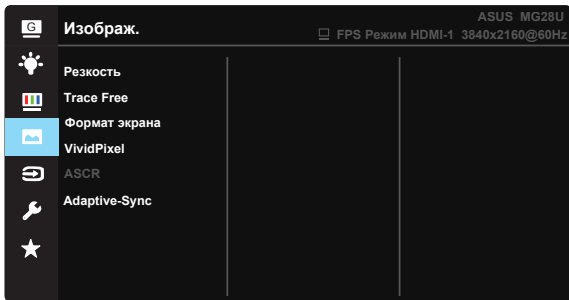 G
Изображ.
ASUS MG28U
FPS Режим HDMI-1 3840x2160@60Hz
Резкость
Trace Free
Формат экрана
VividPixel
ASCR
Adaptive-Sync